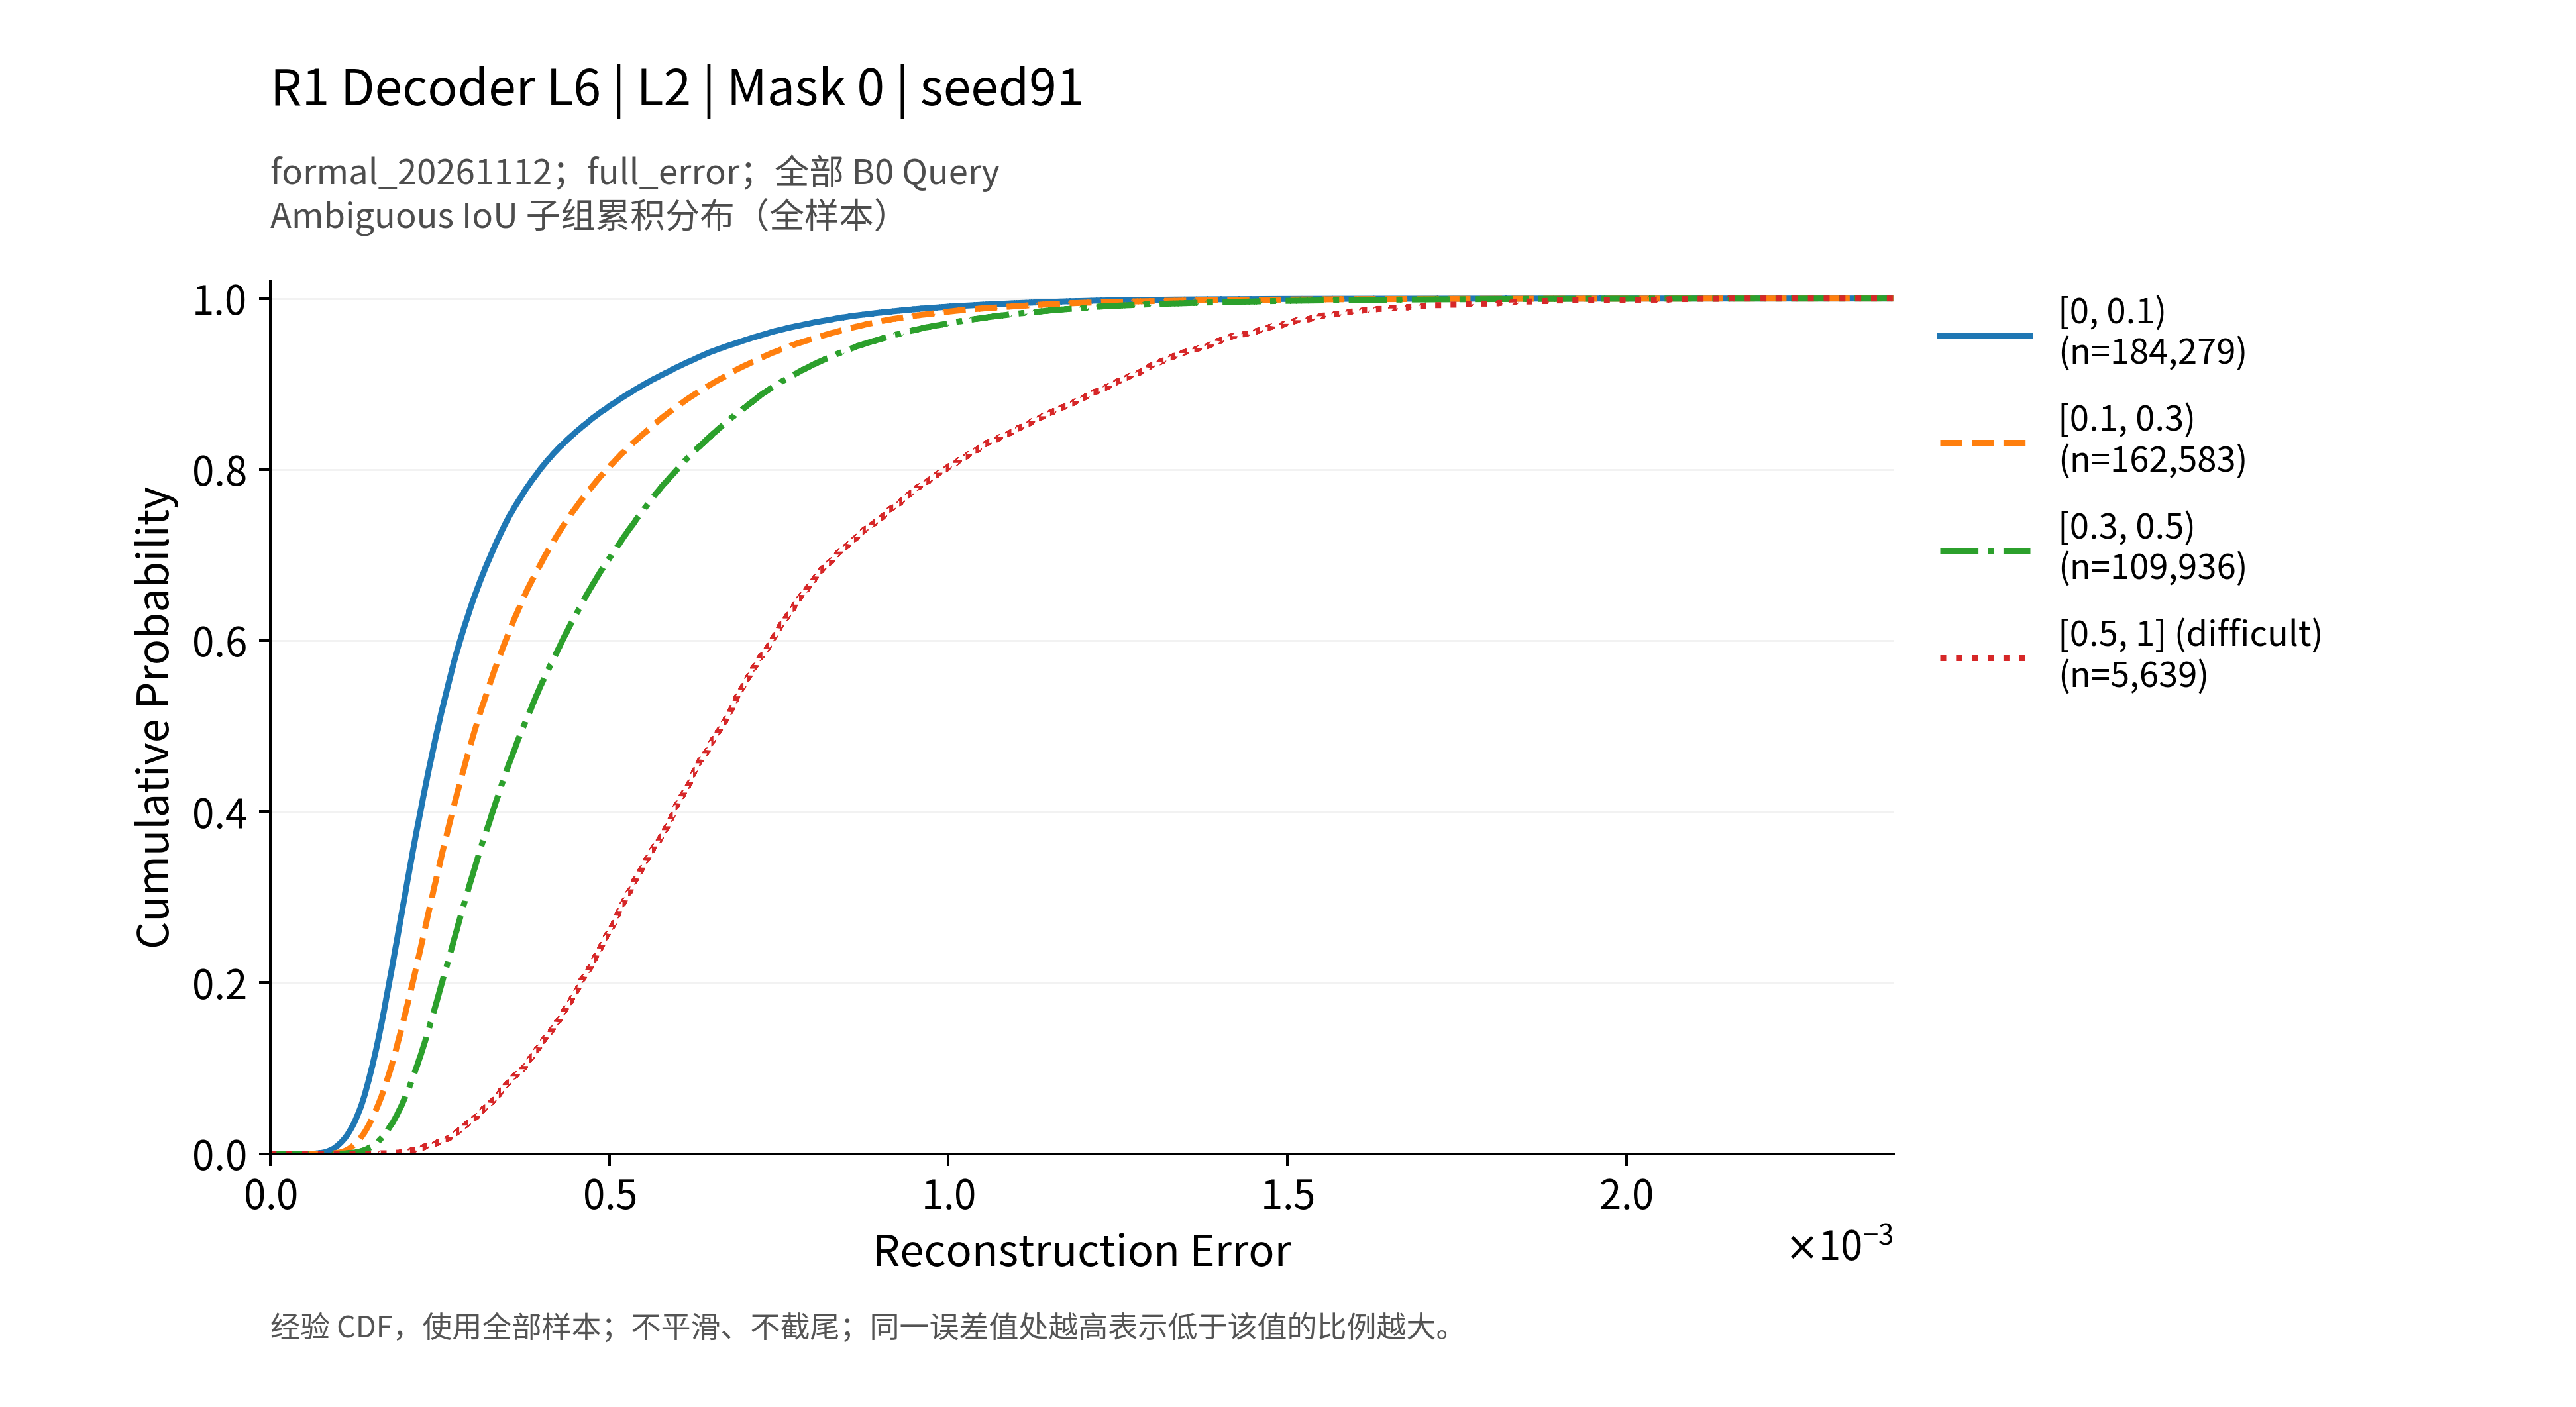 R1 Decoder L6 | L2 | Mask 0 | seed91
formal_20261112；full_error；全部 B0 Query
Ambiguous IoU 子组累积分布（全样本）
Cumulative Probability
1.0
0.8
0.6
0.4
0.2
0.0
0.0
0.5
1.0
1.5
2.0
×10⁻³
Reconstruction Error
[0, 0.1)
(n=184,279)
[0.1, 0.3)
(n=162,583)
[0.3, 0.5)
(n=109,936)
[0.5, 1] (difficult)
(n=5,639)
经验 CDF，使用全部样本；不平滑、不截尾；同一误差值处越高表示低于该值的比例越大。